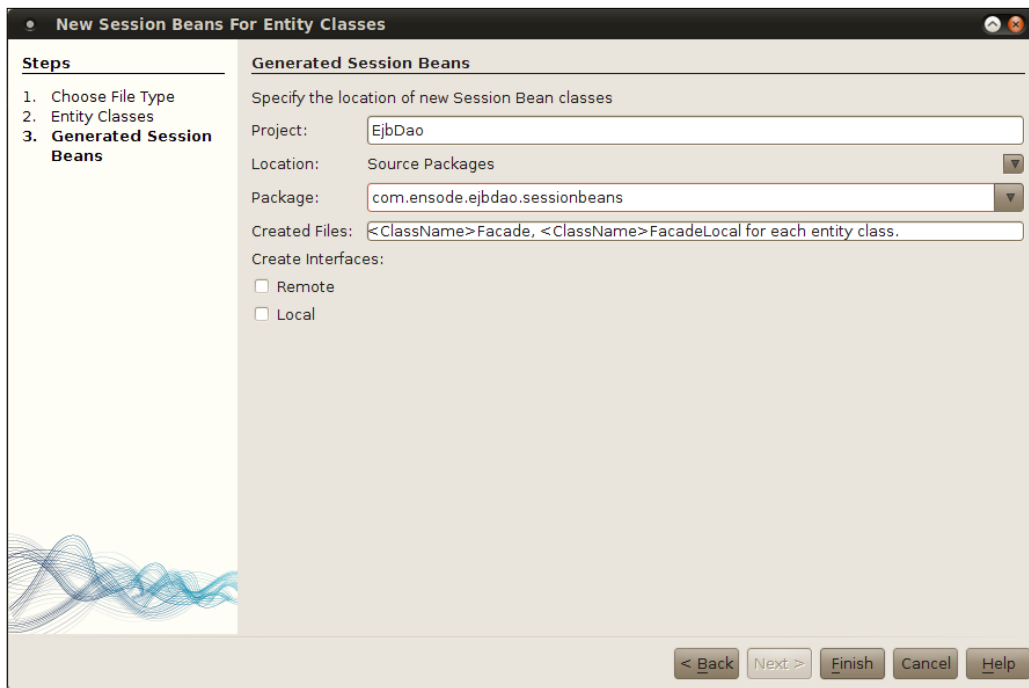 New Session Beans For Entity Classes
Steps
1. Choose File Type
2. Entity Classes
3. Generated Session
Beans
Generated Session Beans
Specify the location of new Session Bean classes
Project: EjbDao
Location: Source Packages
Package: com.ensode.ejbdao.sessionbeans
Created Files: <ClassName>Facade, <ClassName>FacadeLocal for each entity class.
Create Interfaces:
Remote
Local
< Back Next > Finish Cancel Help